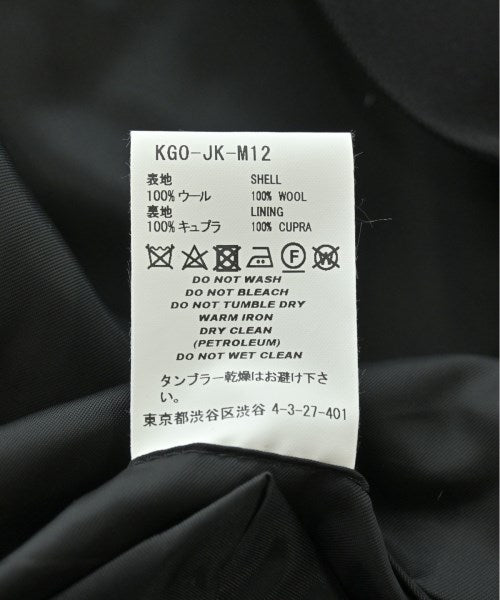 KGO-JK-M12
表地 SHELL
100%ウール 100% WOOL
裏地 LINING
100%キュプラ 100% CUPRA
F W
DO NOT WASH
DO NOT BLEACH
DO NOT TUMBLE DRY
WARM IRON
DRY CLEAN
(PETROLEUM)
DO NOT WET CLEAN
タンブラー乾燥はお避け下さ
い。
東京都渋谷区渋谷 4-3-27-401